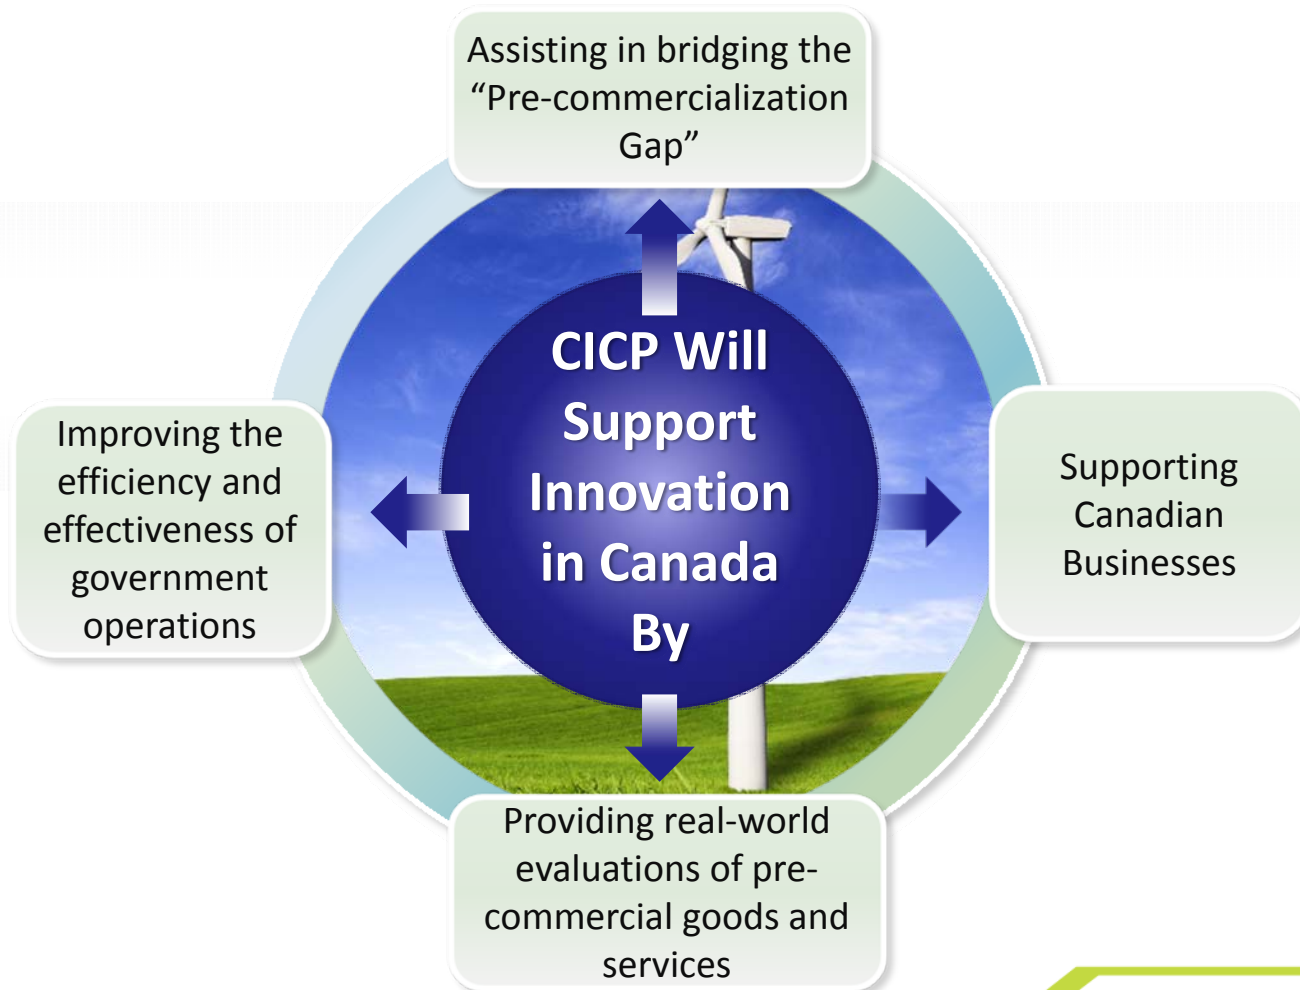 Assisting in bridging the
“Pre-commercialization
Gap”
CICP Will
Support
Innovation
in Canada
By
Improving the
efficiency and
effectiveness of
government
operations
Supporting
Canadian
Businesses
Providing real-world
evaluations of pre-
commercial goods and
services